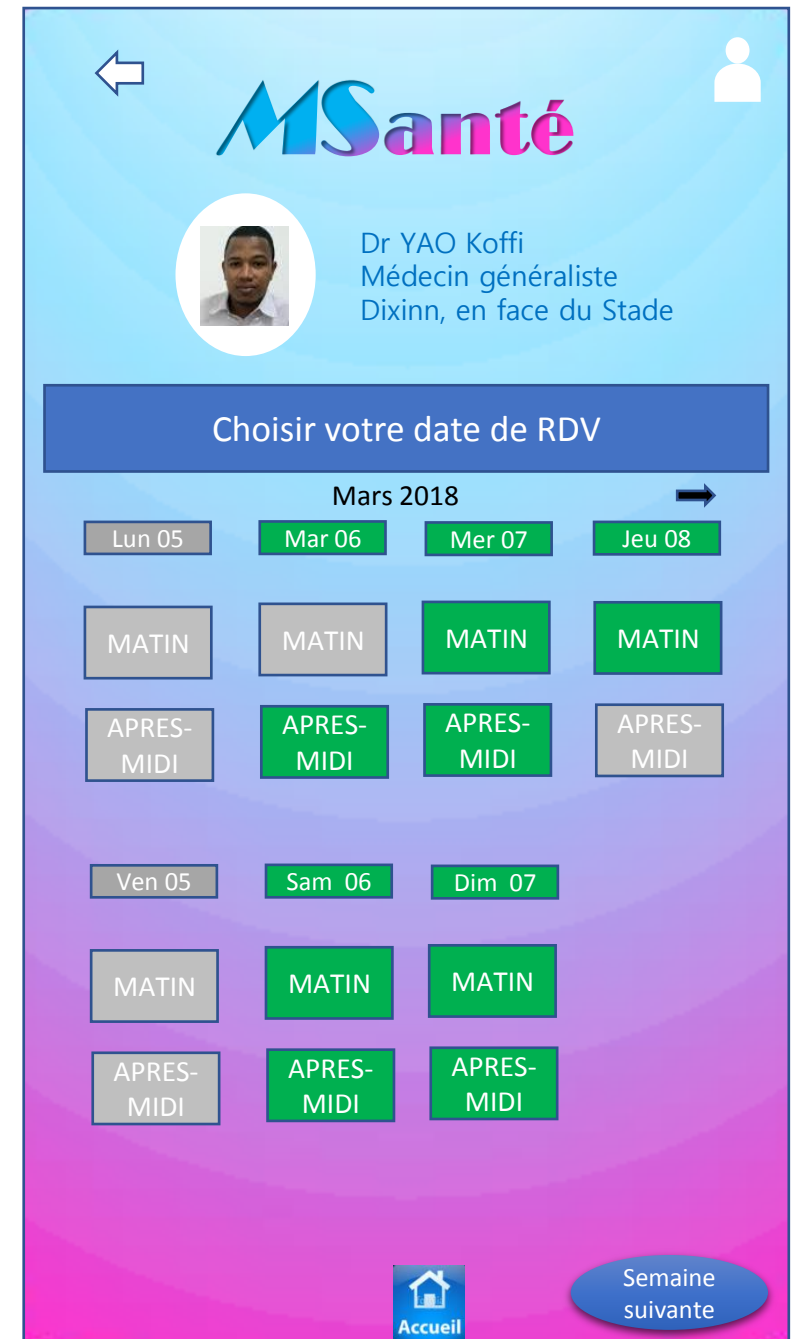 MSanté
Dr YAO Koffi
Médecin généraliste
Dixinn, en face du Stade
Choisir votre date de RDV
Mars 2018
Lun 05
Mar 06
Mer 07
Jeu 08
MATIN
MATIN
MATIN
MATIN
APRES-
MIDI
APRES-
MIDI
APRES-
MIDI
APRES-
MIDI
Ven 05
Sam 06
Dim 07
MATIN
MATIN
MATIN
APRES-
MIDI
APRES-
MIDI
APRES-
MIDI
Accueil
Semaine
suivante